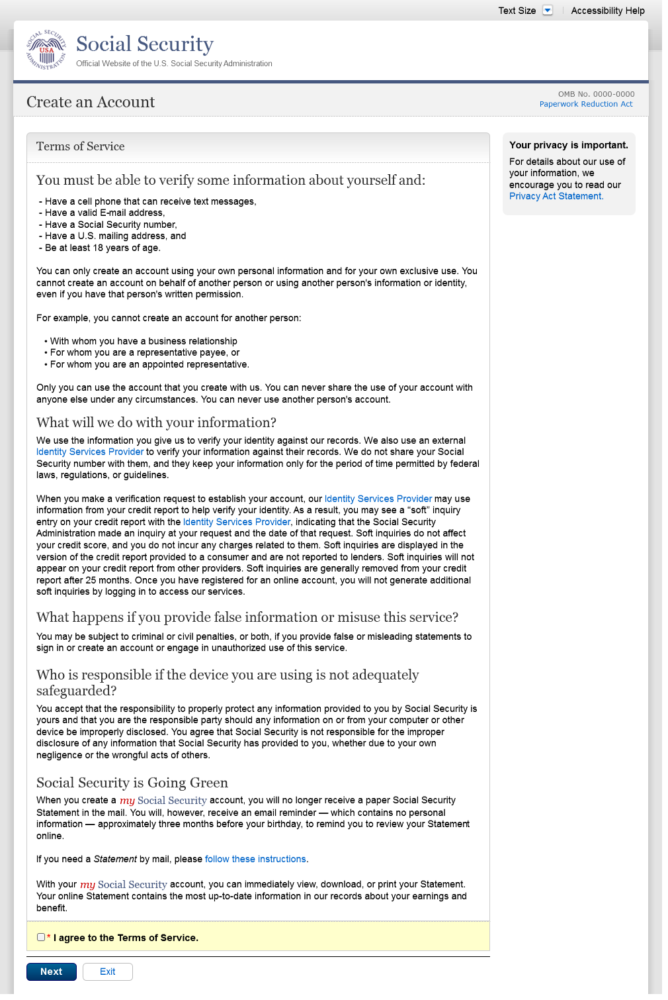 Text Size
Accessibility Help
SOCIAL SECURITY ADMINISTRATION
USA
Social Security
Official Website of the U.S. Social Security Administration
Create an Account
OMB No. 0000-0000
Paperwork Reduction Act
Terms of Service
You must be able to verify some information about yourself and:
- Have a cell phone that can receive text messages,
- Have a valid E-mail address,
- Have a Social Security number,
- Have a U.S. mailing address, and
- Be at least 18 years of age.
You can only create an account using your own personal information and for your own exclusive use. You
cannot create an account on behalf of another person or using another person's information or identity,
even if you have that person's written permission.
For example, you cannot create an account for another person:
• With whom you have a business relationship
• For whom you are a representative payee, or
• For whom you are an appointed representative.
Only you can use the account that you create with us. You can never share the use of your account with
anyone else under any circumstances. You can never use another person's account.
What will we do with your information?
We use the information you give us to verify your identity against our records. We also use an external
Identity Services Provider to verify your information against their records. We do not share your Social
Security number with them, and they keep your information only for the period of time permitted by federal
laws, regulations, or guidelines.
When you make a verification request to establish your account, our Identity Services Provider may use
information from your credit report to help verify your identity. As a result, you may see a “soft” inquiry
entry on your credit report with the Identity Services Provider, indicating that the Social Security
Administration made an inquiry at your request and the date of that request. Soft inquiries do not affect
your credit score, and you do not incur any charges related to them. Soft inquiries are displayed in the
version of the credit report provided to a consumer and are not reported to lenders. Soft inquiries will not
appear on your credit report from other providers. Soft inquiries are generally removed from your credit
report after 25 months. Once you have registered for an online account, you will not generate additional
soft inquiries by logging in to access our services.
What happens if you provide false information or misuse this service?
You may be subject to criminal or civil penalties, or both, if you provide false or misleading statements to
sign in or create an account or engage in unauthorized use of this service.
Who is responsible if the device you are using is not adequately
safeguarded?
You accept that the responsibility to properly protect any information provided to you by Social Security is
yours and that you are the responsible party should any information on or from your computer or other
device be improperly disclosed. You agree that Social Security is not responsible for the improper
disclosure of any information that Social Security has provided to you, whether due to your own
negligence or the wrongful acts of others.
Social Security is Going Green
When you create a my Social Security account, you will no longer receive a paper Social Security
Statement in the mail. You will, however, receive an email reminder — which contains no personal
information — approximately three months before your birthday, to remind you to review your Statement
online.
If you need a Statement by mail, please follow these instructions.
With your my Social Security account, you can immediately view, download, or print your Statement.
Your online Statement contains the most up-to-date information in our records about your earnings and
benefit.
* I agree to the Terms of Service.
Next
Exit
Your privacy is important.
For details about our use of
your information, we
encourage you to read our
Privacy Act Statement.